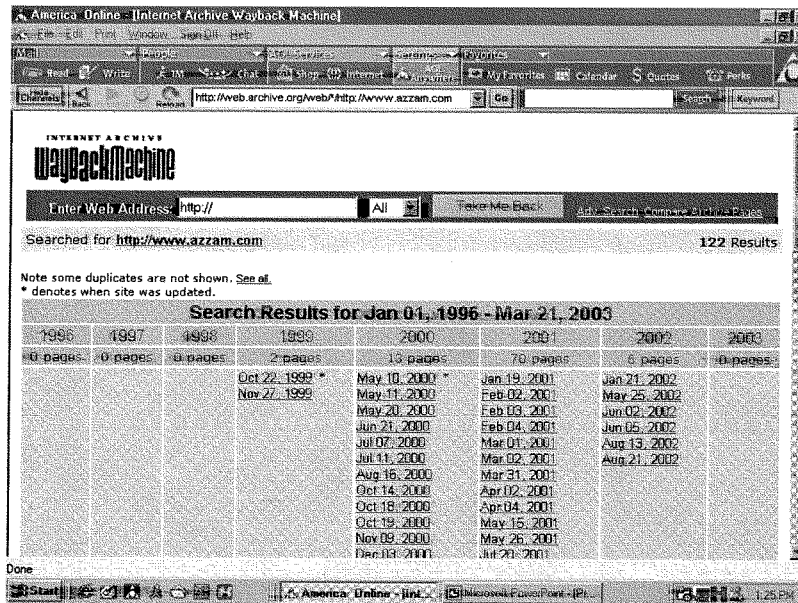 America Online - [Internet Archive Wayback Machine]
File Edit Print Window Sign Off Help
Mail People AOL Services Settings Favorites
Read Write IM Chat Shop Internet My Favorites Calendar Quotes Perks
Channels Back Reload http://web.archive.org/web/*/http://www.azzam.com Go Search Keyword
INTERNET ARCHIVE
WayBackMachine
Enter Web Address: http:// All Take Me Back Adv. Search Compare Archive Pages
Searched for http://www.azzam.com 122 Results
Note some duplicates are not shown. See all.
* denotes when site was updated.
Search Results for Jan 01, 1996 - Mar 21, 2003
1996 1997 1998 1999 2000 2001 2002 2003
0 pages 0 pages 0 pages 2 pages 13 pages 70 pages 6 pages 0 pages
Oct 22, 1999 * May 10, 2000 * Jan 19, 2001 Jan 21, 2002
Nov 27, 1999 May 11, 2000 Feb 02, 2001 May 25, 2002
May 20, 2000 Feb 03, 2001 Jun 02, 2002
Jun 21, 2000 Feb 04, 2001 Jun 05, 2002
Jul 07, 2000 Mar 01, 2001 Aug 13, 2002
Jul 11, 2000 Mar 02, 2001 Aug 21, 2002
Aug 16, 2000 Mar 31, 2001
Oct 14, 2000 Apr 02, 2001
Oct 18, 2000 Apr 04, 2001
Oct 19, 2000 May 15, 2001
Nov 09, 2000 May 26, 2001
Dec 03, 2000 Jul 20, 2001
Done
Start America Online - [Int... Microsoft PowerPoint - [Pr... 1:25 PM